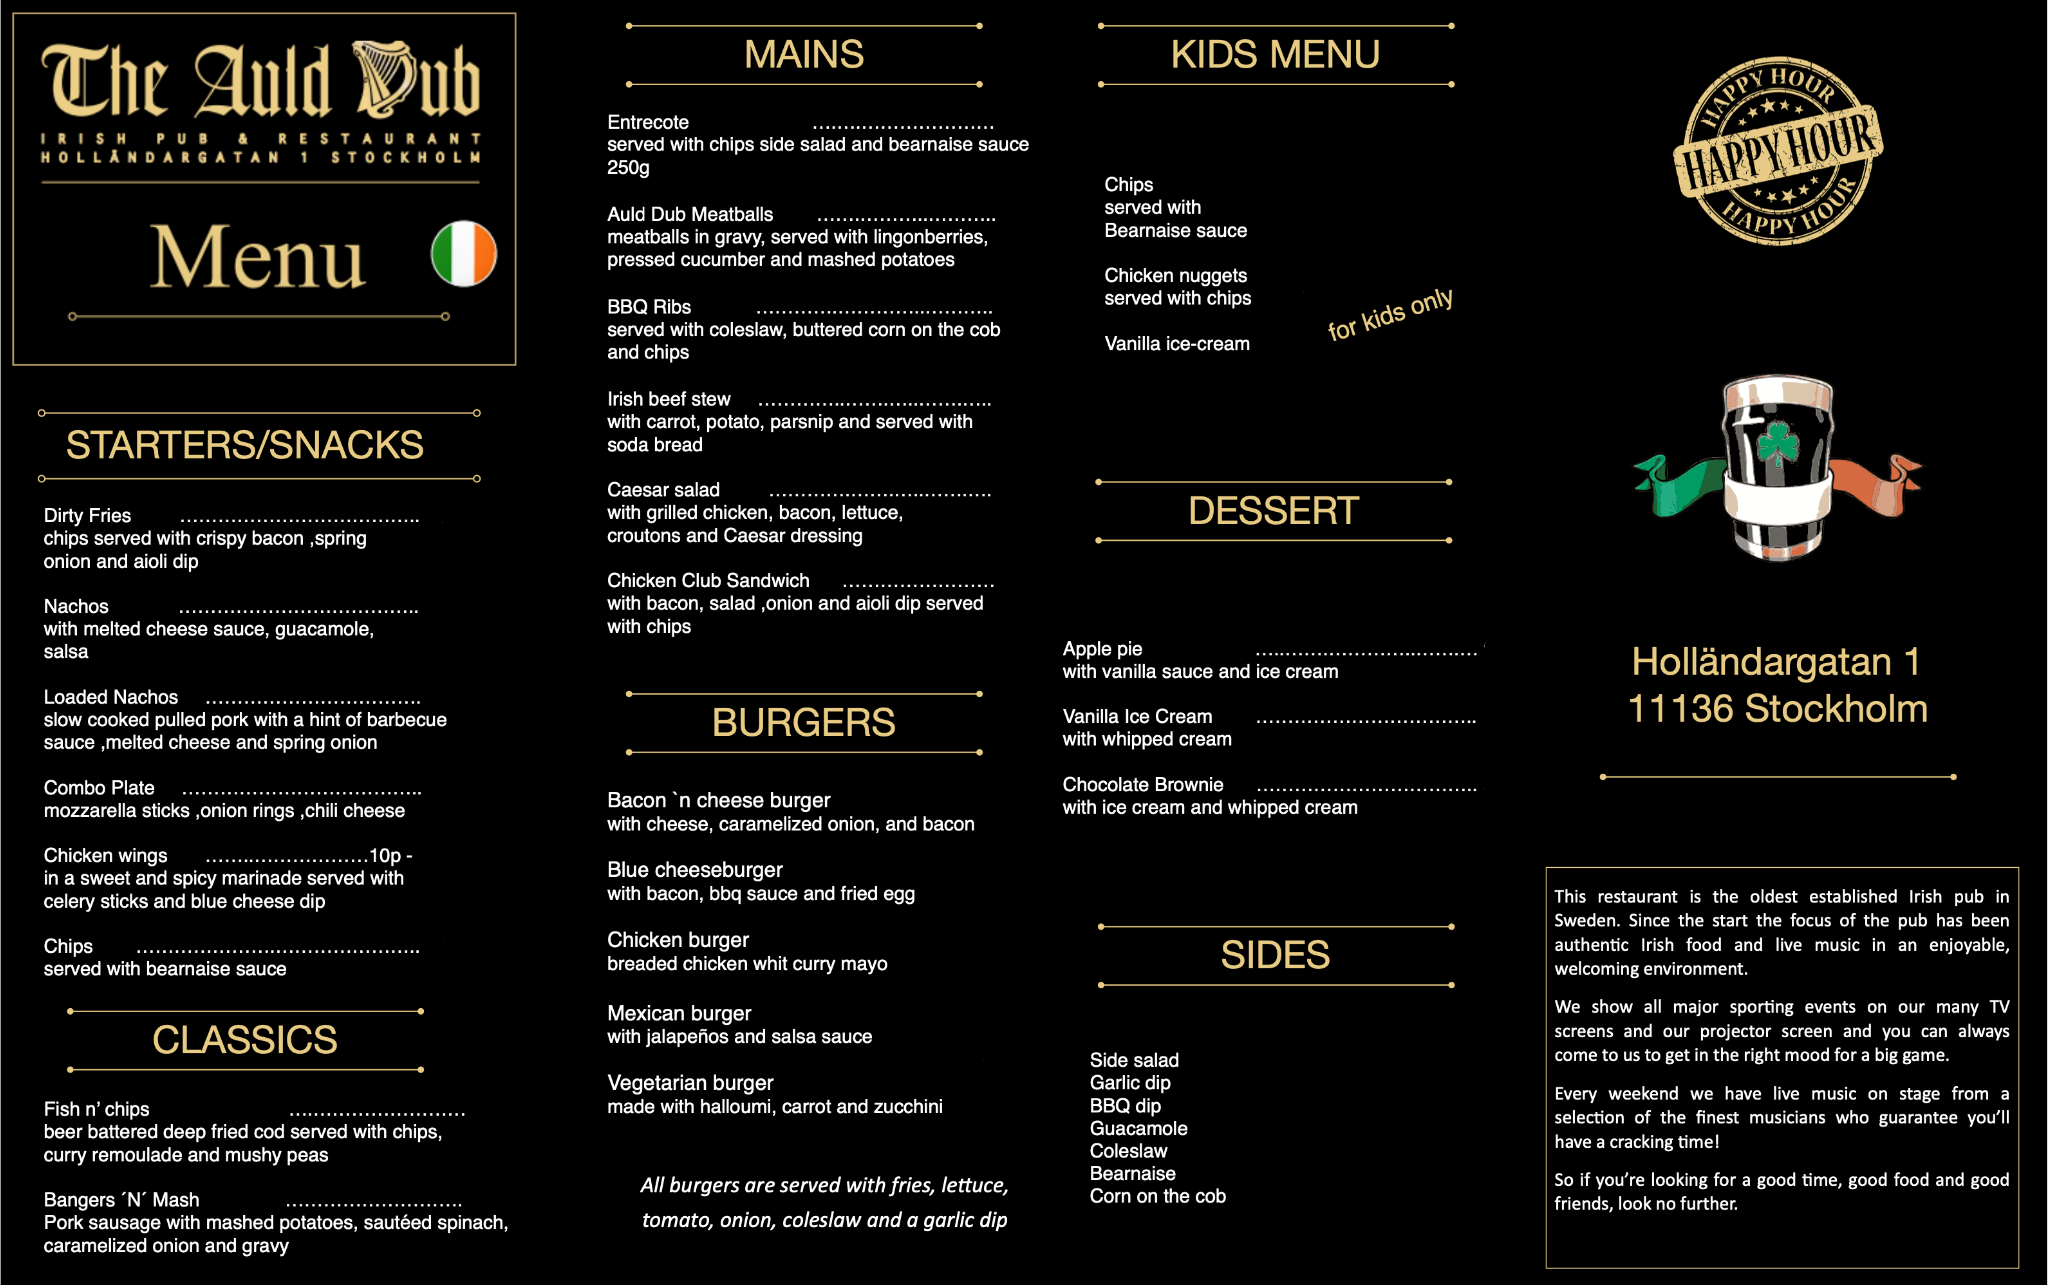 The Auld Dub
IRISH PUB & RESTAURANT
HOLLÄNDARGATAN 1 STOCKHOLM
Menu
STARTERS/SNACKS
Dirty Fries ………………………………..
chips served with crispy bacon ,spring
onion and aioli dip
Nachos ………………………………..
with melted cheese sauce, guacamole,
salsa
Loaded Nachos …………………………….
slow cooked pulled pork with a hint of barbecue
sauce ,melted cheese and spring onion
Combo Plate ………………………………..
mozzarella sticks ,onion rings ,chili cheese
Chicken wings ……..………………10p -
in a sweet and spicy marinade served with
celery sticks and blue cheese dip
Chips ……………………………………….
served with bearnaise sauce
CLASSICS
Fish n’ chips ……………………….
beer battered deep fried cod served with chips,
curry remoulade and mushy peas
Bangers ´N´ Mash ……………………….
Pork sausage with mashed potatoes, sautéed spinach,
caramelized onion and gravy
MAINS
Entrecote ……..…………………
served with chips side salad and bearnaise sauce
250g
Auld Dub Meatballs ……..………..………..
meatballs in gravy, served with lingonberries,
pressed cucumber and mashed potatoes
BBQ Ribs …………..…………..………..
served with coleslaw, buttered corn on the cob
and chips
Irish beef stew …………..……..…..………..
with carrot, potato, parsnip and served with
soda bread
Caesar salad …………..……..…..……….
with grilled chicken, bacon, lettuce,
croutons and Caesar dressing
Chicken Club Sandwich ……………………
with bacon, salad ,onion and aioli dip served
with chips
BURGERS
Bacon `n cheese burger
with cheese, caramelized onion, and bacon
Blue cheeseburger
with bacon, bbq sauce and fried egg
Chicken burger
breaded chicken whit curry mayo
Mexican burger
with jalapeños and salsa sauce
Vegetarian burger
made with halloumi, carrot and zucchini
All burgers are served with fries, lettuce,
tomato, onion, coleslaw and a garlic dip
KIDS MENU
Chips
served with
Bearnaise sauce
Chicken nuggets
served with chips
Vanilla ice-cream
for kids only
DESSERT
Apple pie …..………………..……..…
with vanilla sauce and ice cream
Vanilla Ice Cream ……………………………..
with whipped cream
Chocolate Brownie ……………………………..
with ice cream and whipped cream
SIDES
Side salad
Garlic dip
BBQ dip
Guacamole
Coleslaw
Bearnaise
Corn on the cob
HAPPY HOUR
HAPPY HOUR
HAPPY HOUR
Holländargatan 1
11136 Stockholm
This restaurant is the oldest established Irish pub in
Sweden. Since the start the focus of the pub has been
authentic Irish food and live music in an enjoyable,
welcoming environment.
We show all major sporting events on our many TV
screens and our projector screen and you can always
come to us to get in the right mood for a big game.
Every weekend we have live music on stage from a
selection of the finest musicians who guarantee you’ll
have a cracking time!
So if you’re looking for a good time, good food and good
friends, look no further.